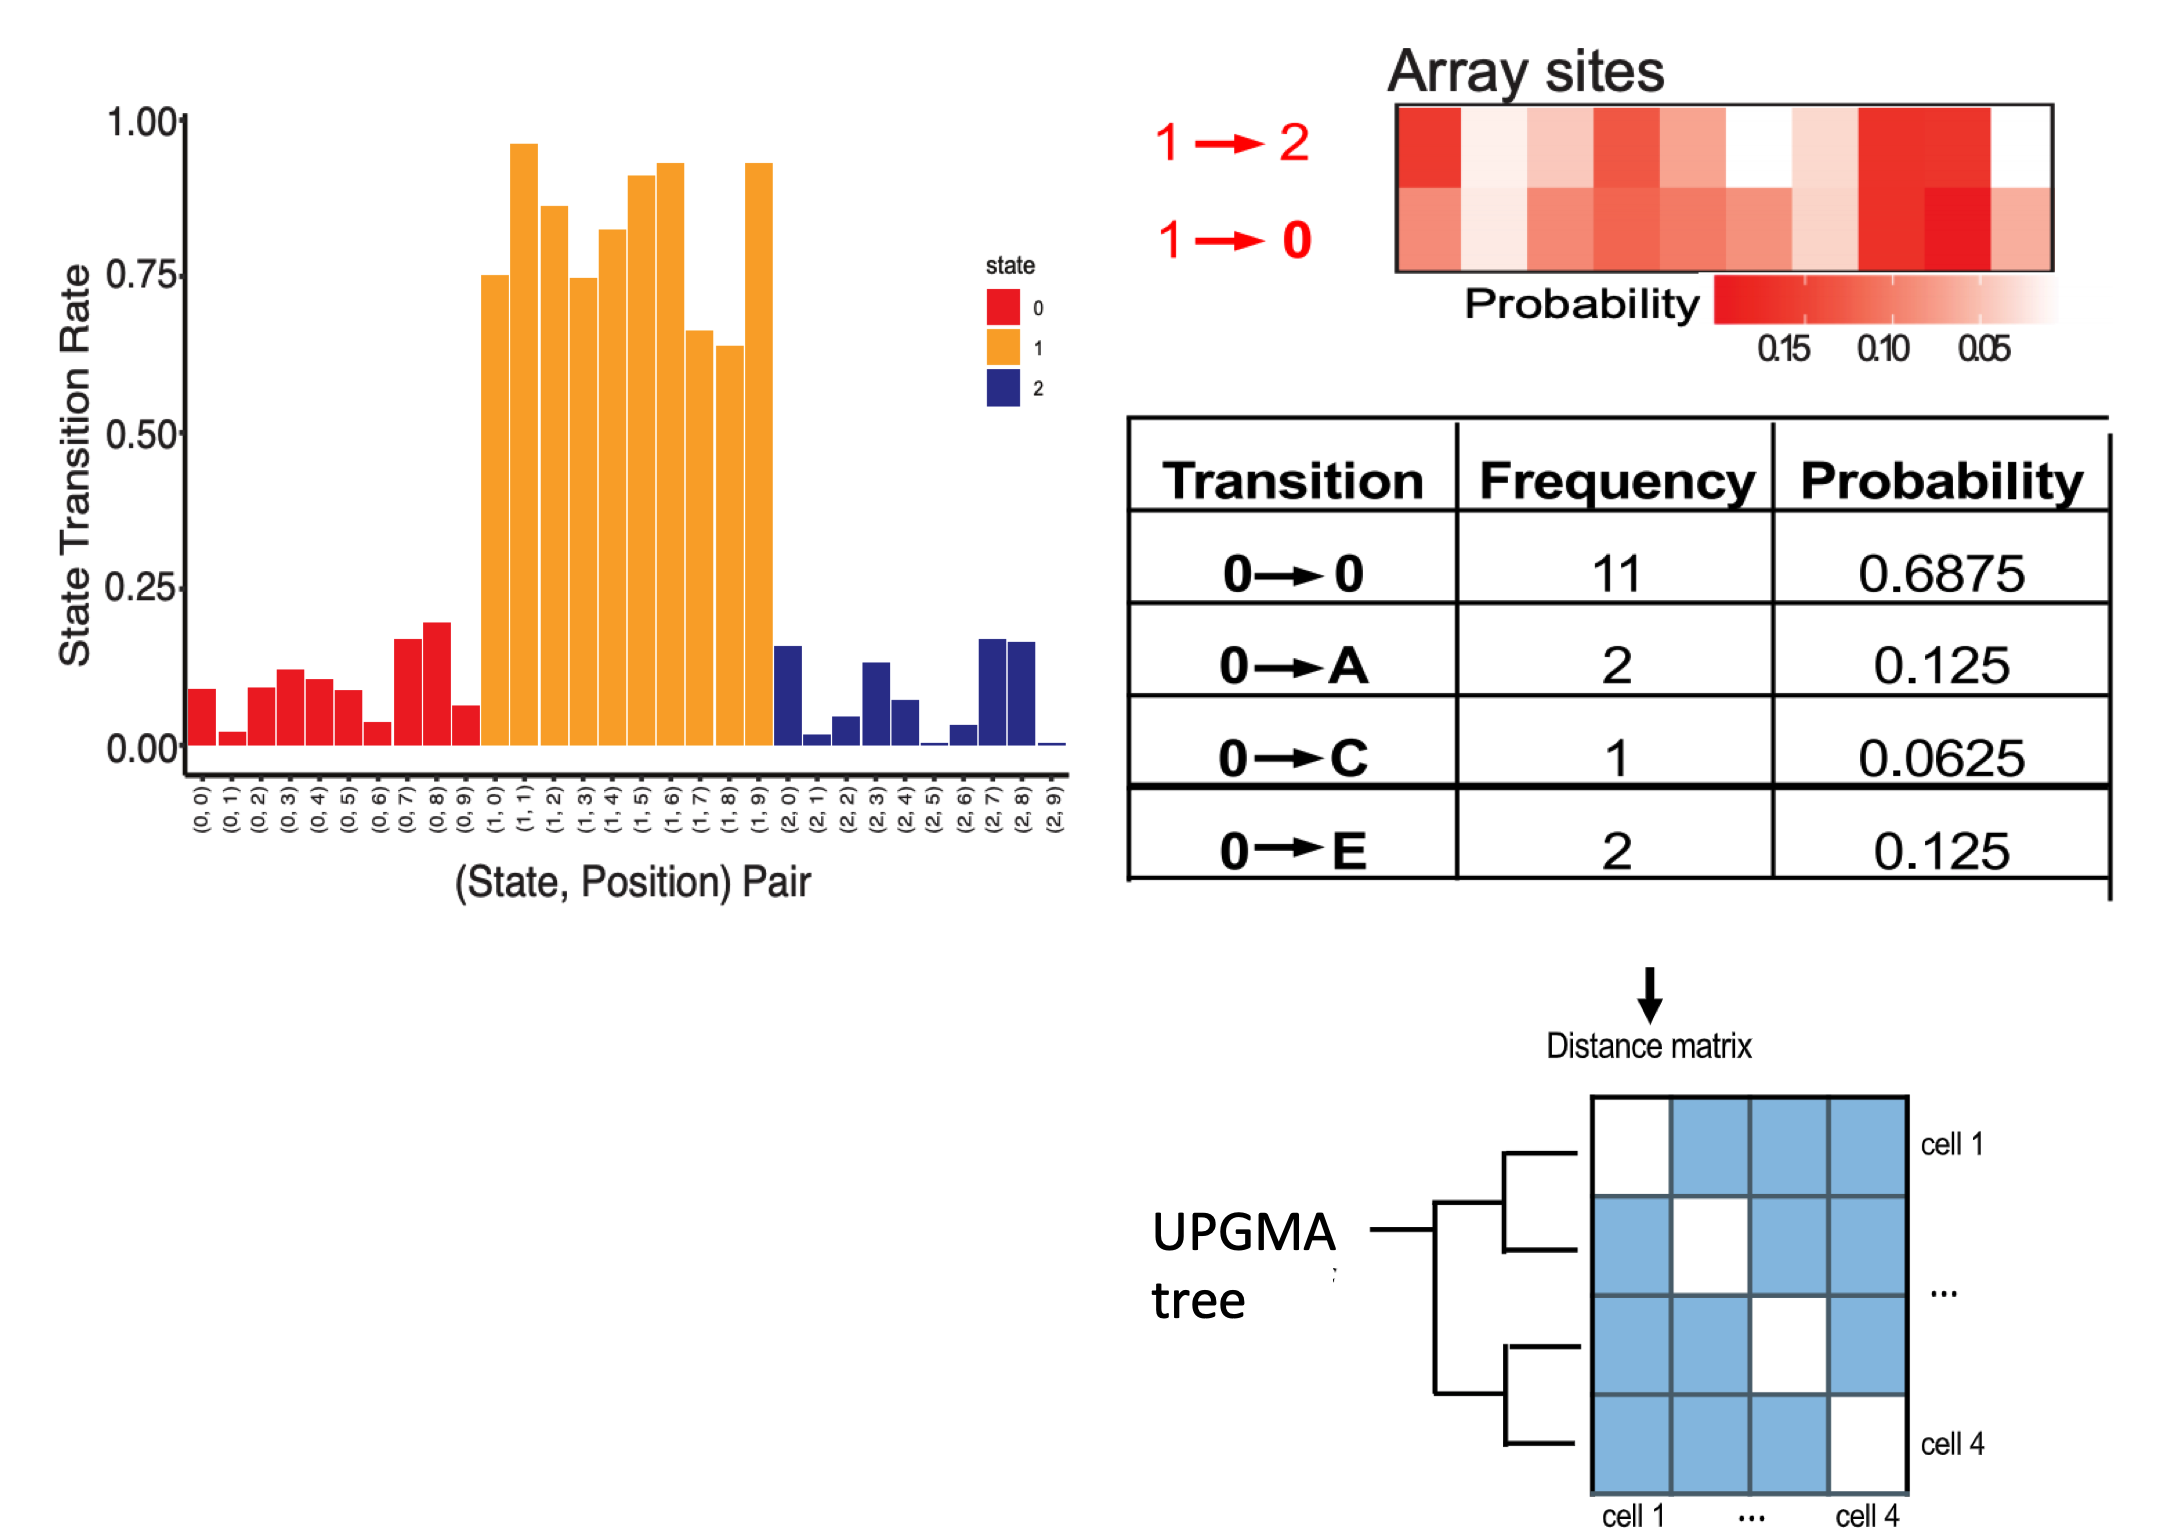 1.00
0.75
0.50
0.25
0.00
State Transition Rate
state
0
1
2
(0, 0) (0, 1) (0, 2) (0, 3) (0, 4) (0, 5) (0, 6) (0, 7) (0, 8) (0, 9) (1, 0) (1, 1) (1, 2) (1, 3) (1, 4) (1, 5) (1, 6) (1, 7) (1, 8) (1, 9) (2, 0) (2, 1) (2, 2) (2, 3) (2, 4) (2, 5) (2, 6) (2, 7) (2, 8) (2, 9)
(State, Position) Pair
Array sites
1 → 2
1 → 0
Probability
0.15 0.10 0.05
Transition Frequency Probability
0 → 0 11 0.6875
0 → A 2 0.125
0 → C 1 0.0625
0 → E 2 0.125
Distance matrix
cell 1
...
cell 4
cell 1 ... cell 4
UPGMA
tree